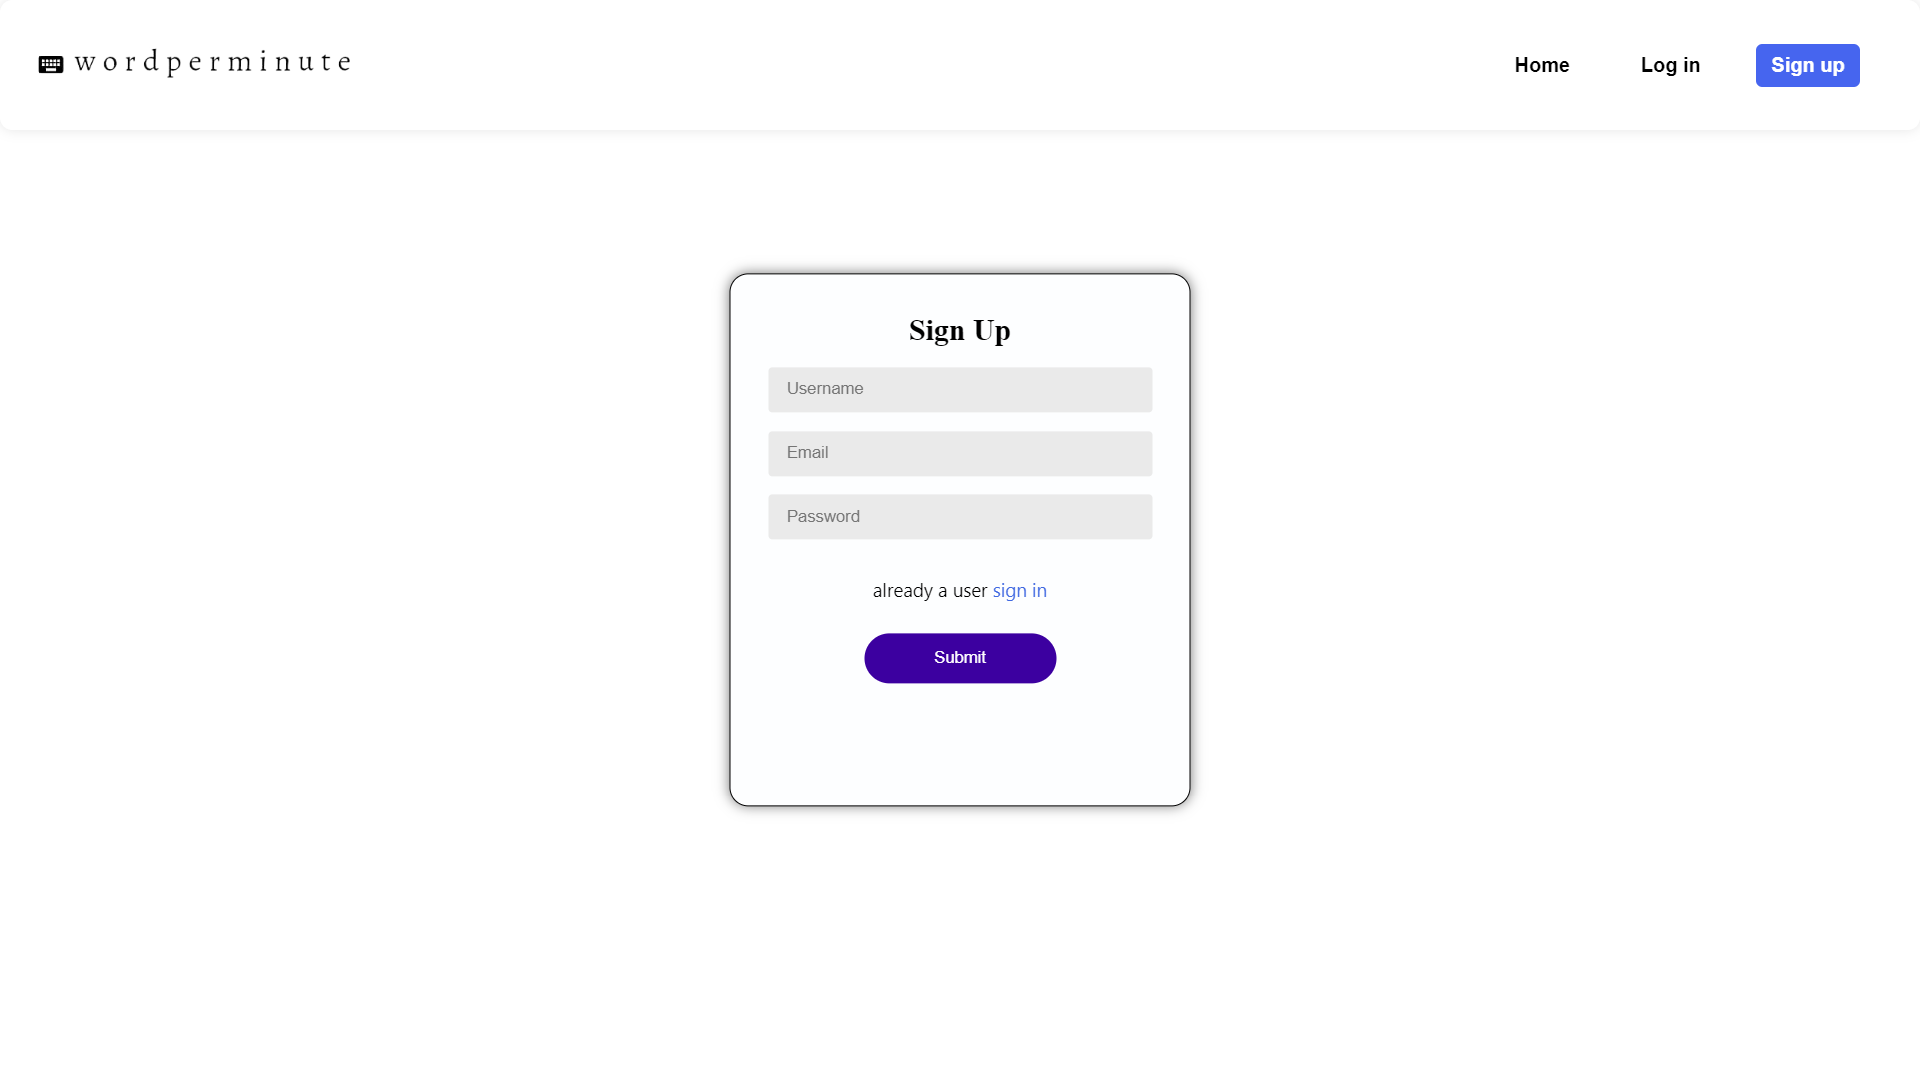 wordperminute
Home
Log in
Sign up
Sign Up
Username
Email
Password
already a user sign in
Submit